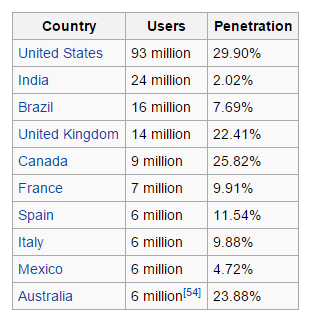 Country Users Penetration
United States 93 million 29.90%
India 24 million 2.02%
Brazil 16 million 7.69%
United Kingdom 14 million 22.41%
Canada 9 million 25.82%
France 7 million 9.91%
Spain 6 million 11.54%
Italy 6 million 9.88%
Mexico 6 million 4.72%
Australia 6 million[54] 23.88%